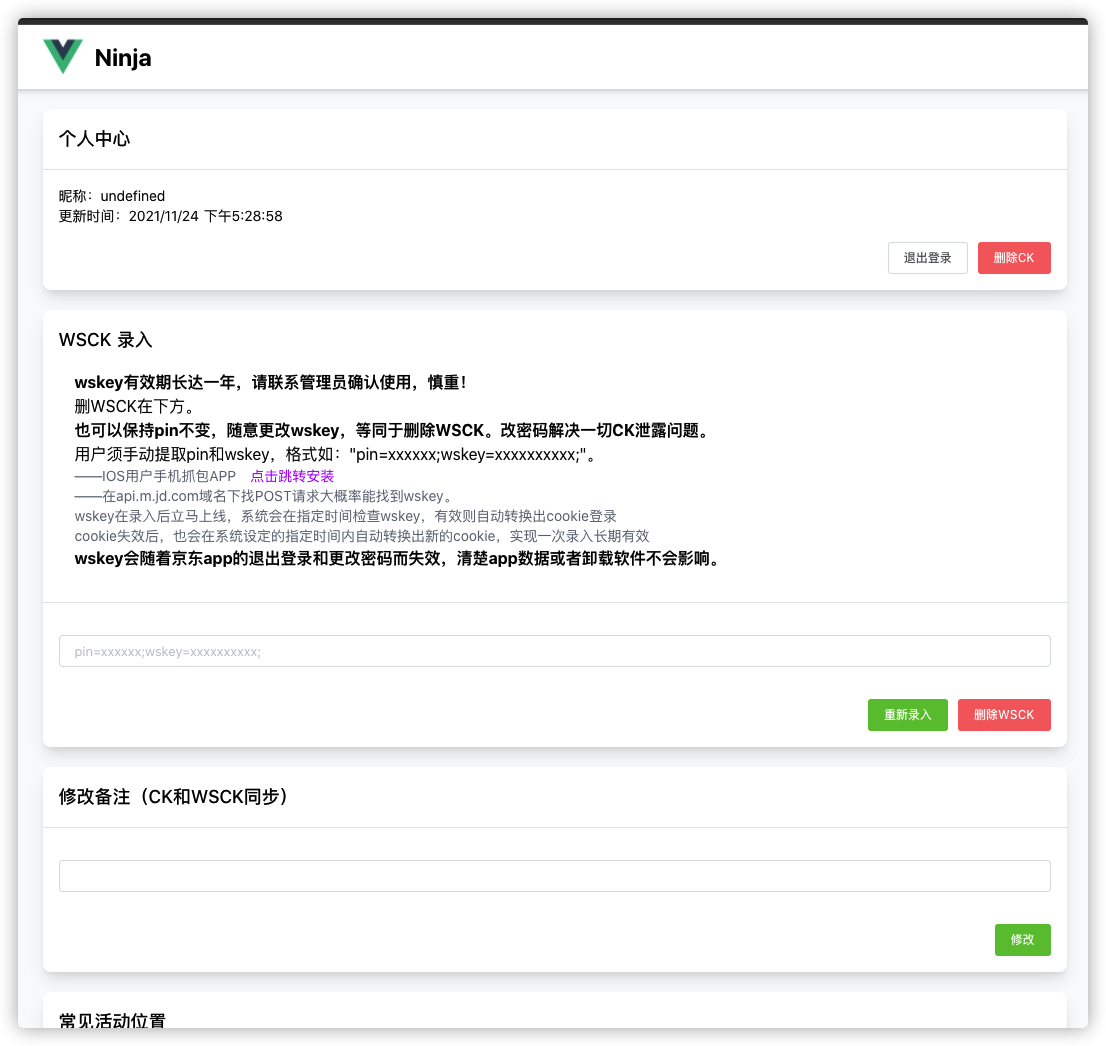 Ninja
个人中心
昵称：undefined
更新时间：2021/11/24 下午5:28:58
退出登录 删除CK
WSCK 录入
wskey有效期长达一年，请联系管理员确认使用，慎重！
删WSCK在下方。
也可以保持pin不变，随意更改wskey，等同于删除WSCK。改密码解决一切CK泄露问题。
用户须手动提取pin和wskey，格式如："pin=xxxxxx;wskey=xxxxxxxxxx;"。
——IOS用户手机抓包APP 点击跳转安装
——在api.m.jd.com域名下找POST请求大概率能找到wskey。
wskey在录入后立马上线，系统会在指定时间检查wskey，有效则自动转换出cookie登录
cookie失效后，也会在系统设定的指定时间内自动转换出新的cookie，实现一次录入长期有效
wskey会随着京东app的退出登录和更改密码而失效，清楚app数据或者卸载软件不会影响。
pin=xxxxxx;wskey=xxxxxxxxxx;
重新录入 删除WSCK
修改备注（CK和WSCK同步）
修改
常见活动位置